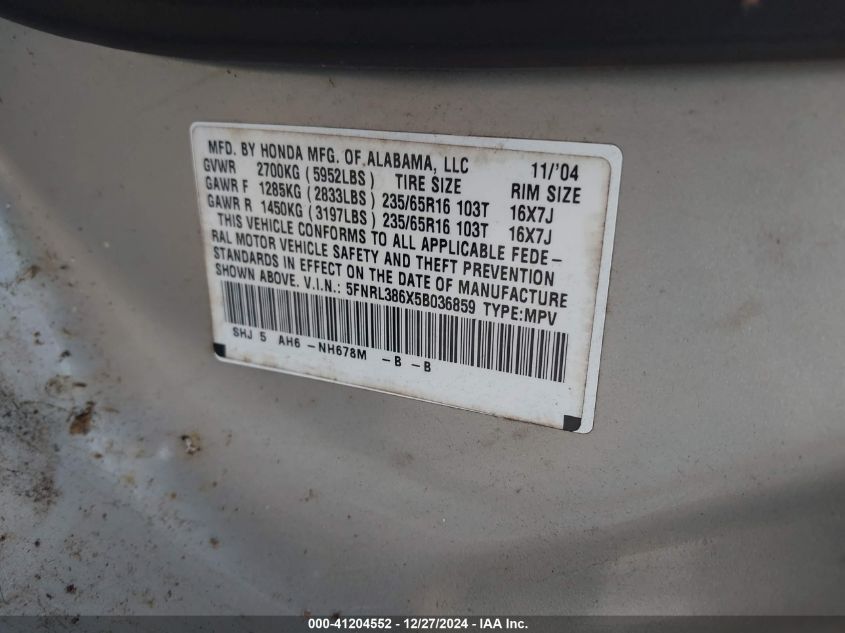 MFD. BY HONDA MFG. OF ALABAMA, LLC 11/'04
GVWR 2700KG (5952LBS) TIRE SIZE RIM SIZE
GAWR F 1285KG (2833LBS) 235/65R16 103T 16X7J
GAWR R 1450KG (3197LBS) 235/65R16 103T 16X7J
THIS VEHICLE CONFORMS TO ALL APPLICABLE FEDE-
RAL MOTOR VEHICLE SAFETY AND THEFT PREVENTION
STANDARDS IN EFFECT ON THE DATE OF MANUFACTURE
SHOWN ABOVE. V.I.N.: 5FNRL386X5B036859 TYPE:MPV
SHJ 5 AH6 -NH678M -B -B
000-41204552 - 12/27/2024 - IAA Inc.